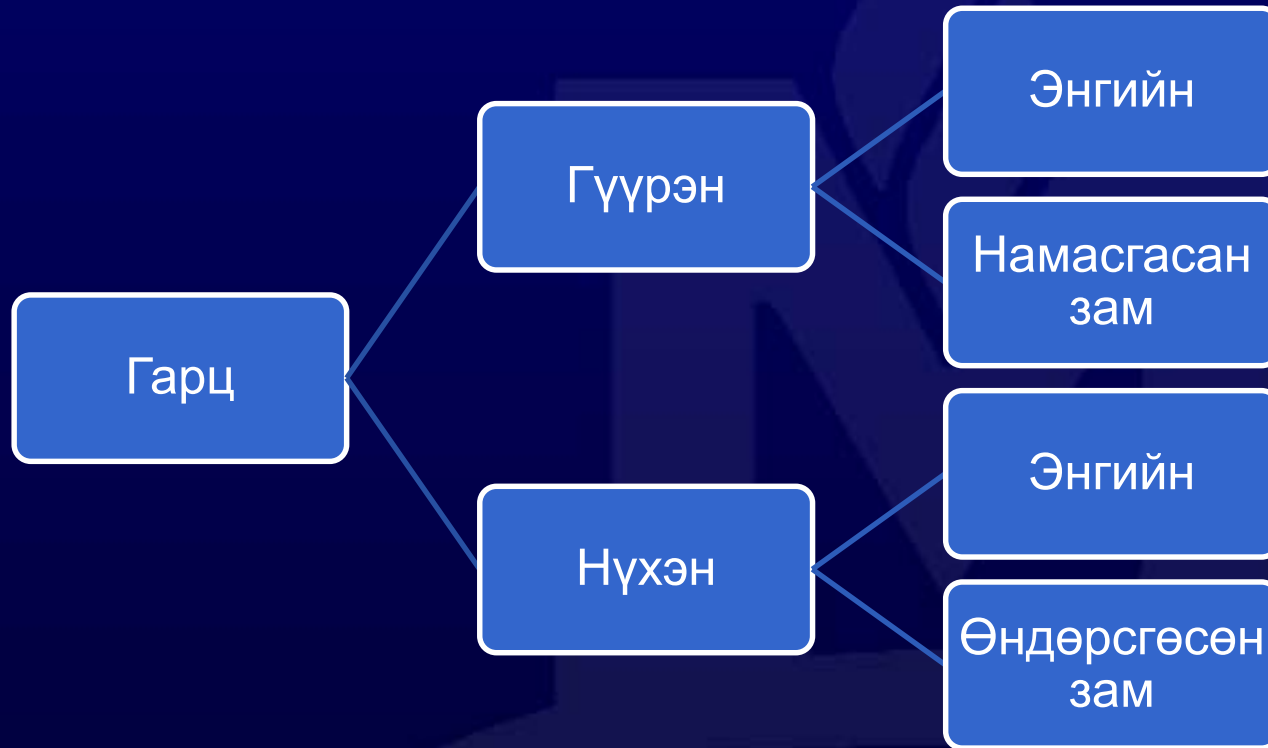 Гарц
Гүүрэн
Энгийн
Намасгасан
зам
Нүхэн
Энгийн
Өндөрсгөсөн
зам